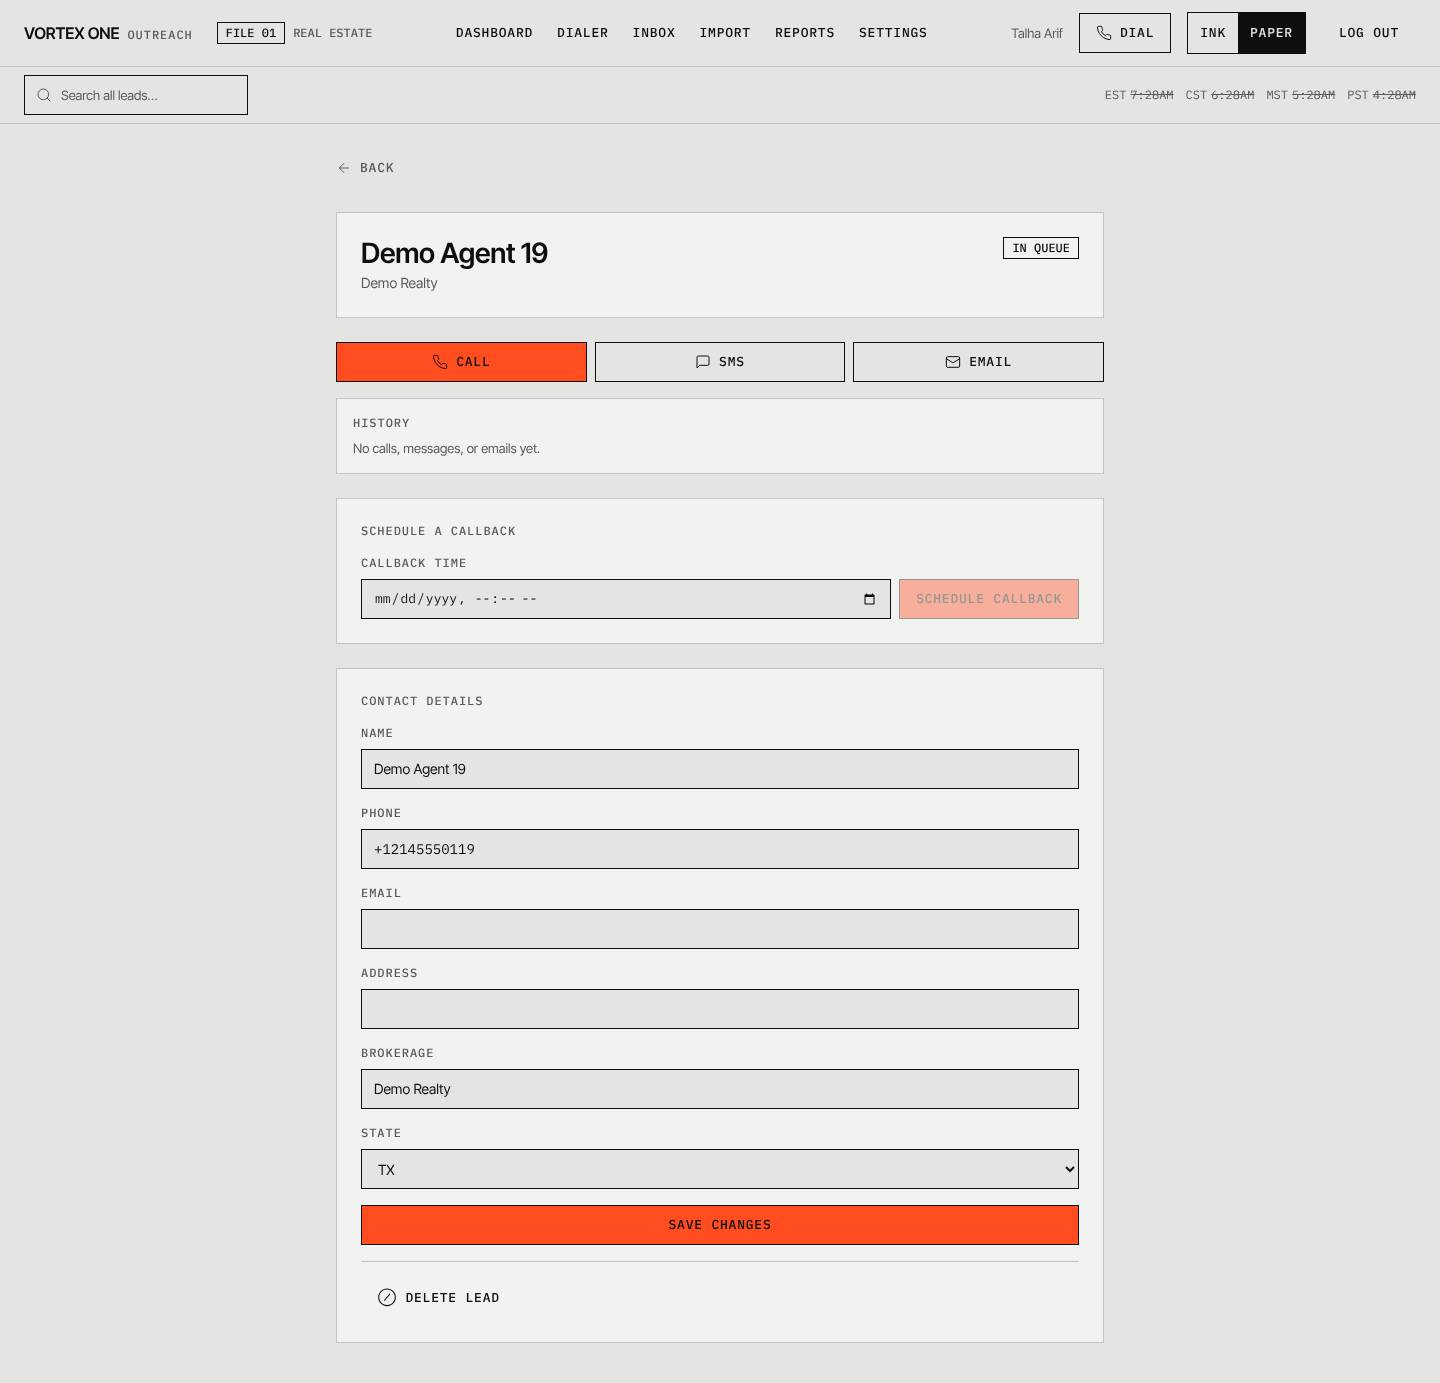 VORTEX ONE OUTREACH FILE 01 REAL ESTATE DASHBOARD DIALER INBOX IMPORT REPORTS SETTINGS Talha Arif DIAL INK PAPER LOG OUT
Search all leads... EST 7:28AM CST 6:28AM MST 5:28AM PST 4:28AM
BACK
Demo Agent 19 IN QUEUE
Demo Realty
CALL SMS EMAIL
HISTORY
No calls, messages, or emails yet.
SCHEDULE A CALLBACK
CALLBACK TIME
mm/dd/yyyy, --:-- -- SCHEDULE CALLBACK
CONTACT DETAILS
NAME
Demo Agent 19
PHONE
+12145550119
EMAIL
ADDRESS
BROKERAGE
Demo Realty
STATE
TX
SAVE CHANGES
DELETE LEAD